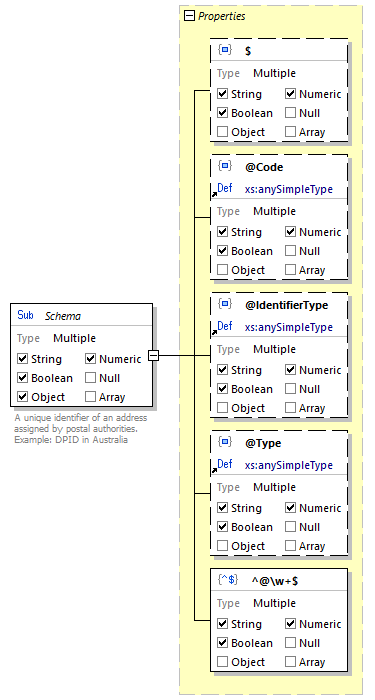 Properties
{ } $
Type Multiple
String Numeric
Boolean Null
Object Array
{ } @Code
Def xs:anySimpleType
Type Multiple
String Numeric
Boolean Null
Object Array
{ } @IdentifierType
Def xs:anySimpleType
Type Multiple
String Numeric
Boolean Null
Object Array
Sub Schema
Type Multiple
String Numeric
Boolean Null
Object Array
A unique identifier of an address
assigned by postal authorities.
Example: DPID in Australia
{ } @Type
Def xs:anySimpleType
Type Multiple
String Numeric
Boolean Null
Object Array
{^$} ^@\w+$
Type Multiple
String Numeric
Boolean Null
Object Array